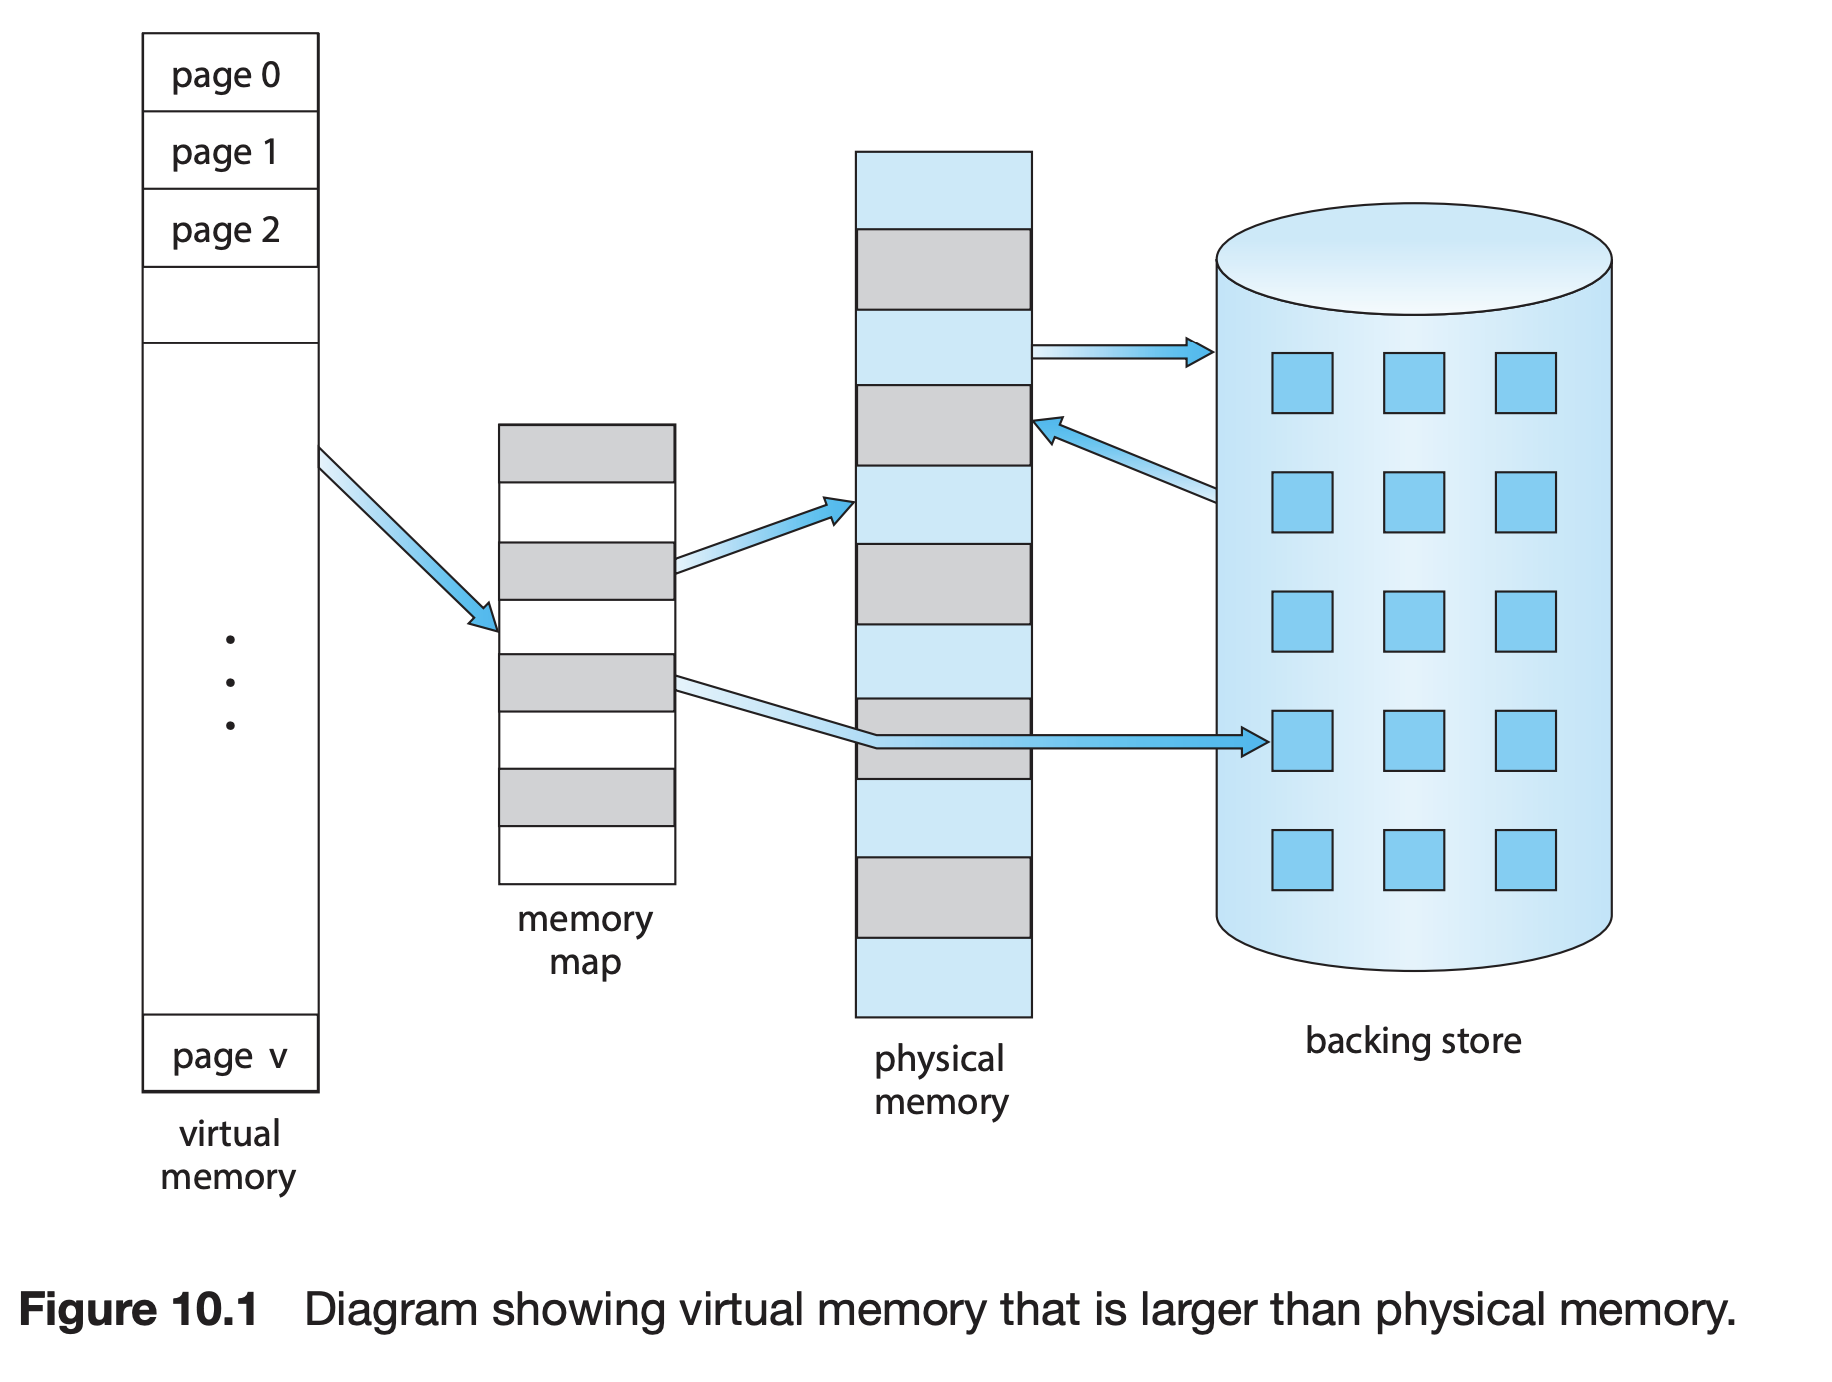 page 0
page 1
page 2
page v
virtual
memory
memory
map
physical
memory
backing store
Figure 10.1 Diagram showing virtual memory that is larger than physical memory.